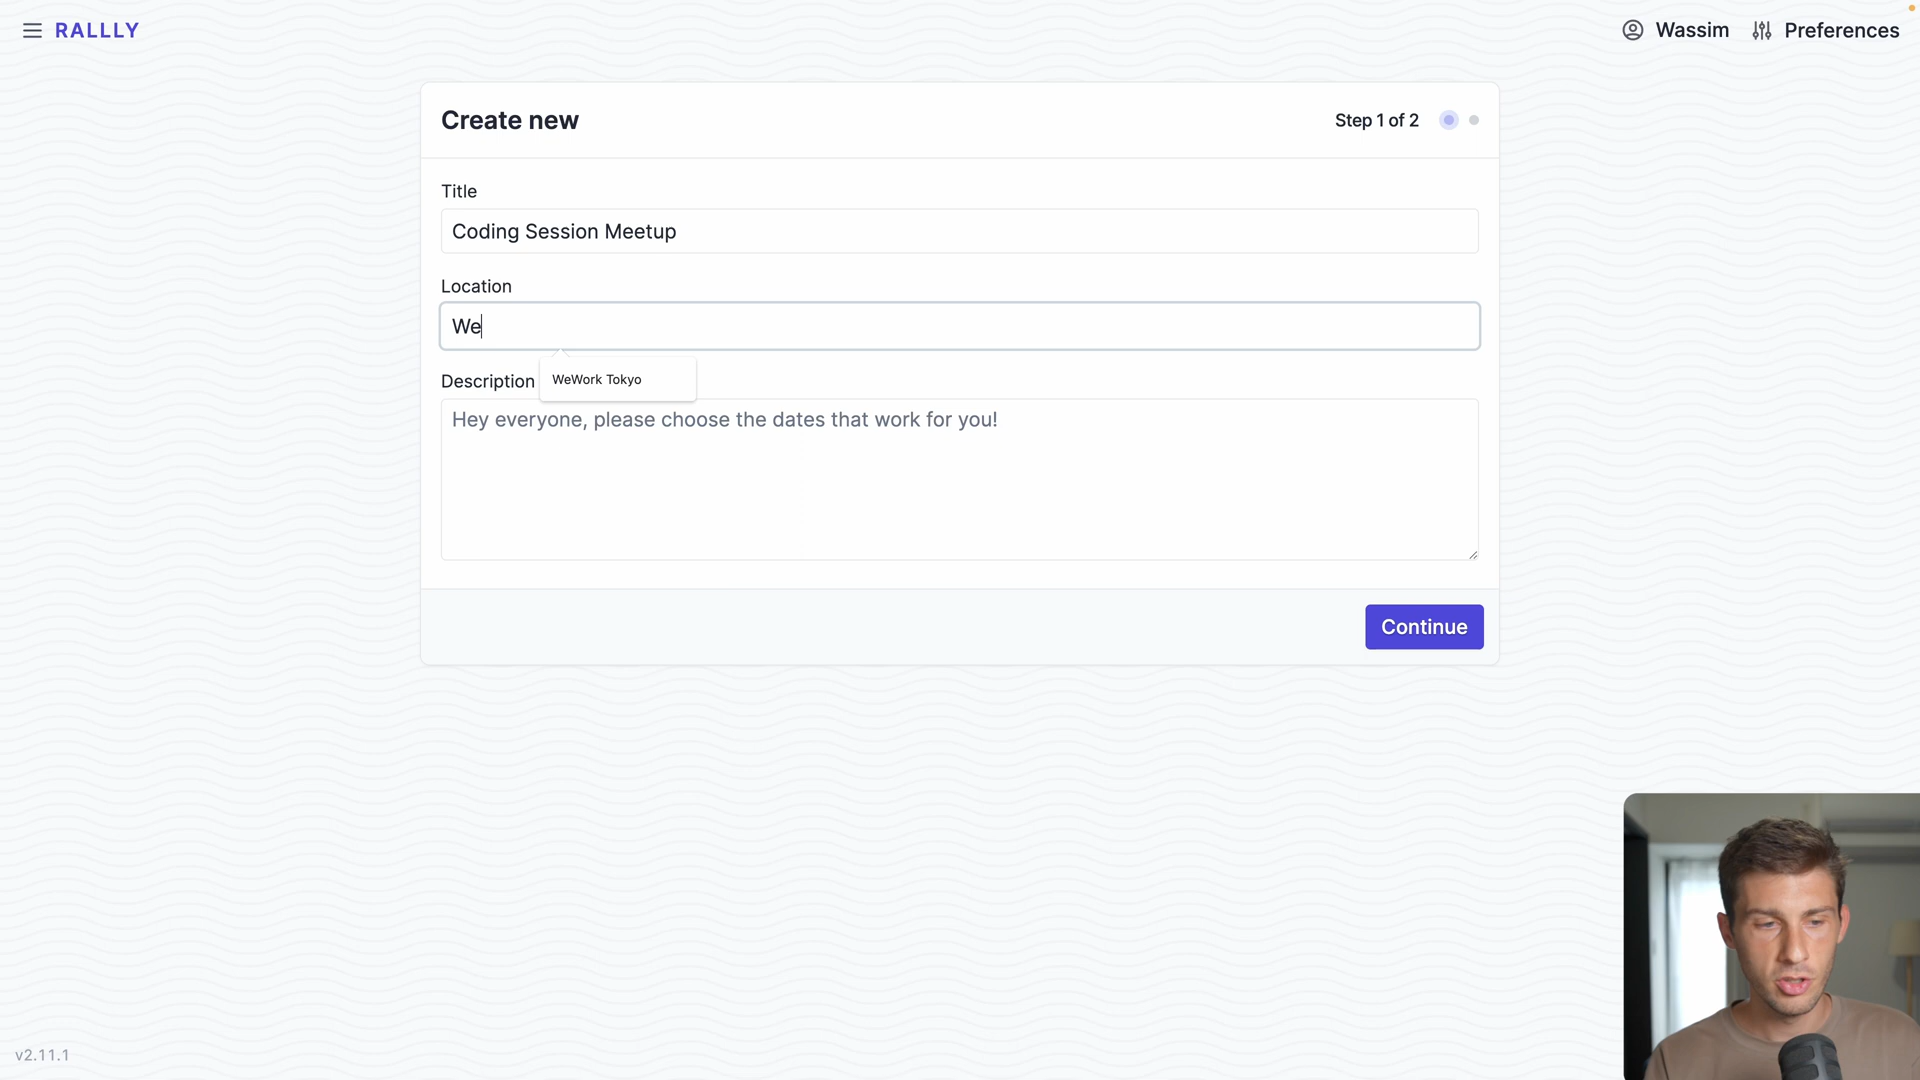 RALLLY
Wassim
Preferences
Create new
Step 1 of 2
Title
Coding Session Meetup
Location
We
WeWork Tokyo
Description
Hey everyone, please choose the dates that work for you!
Continue
v2.11.1